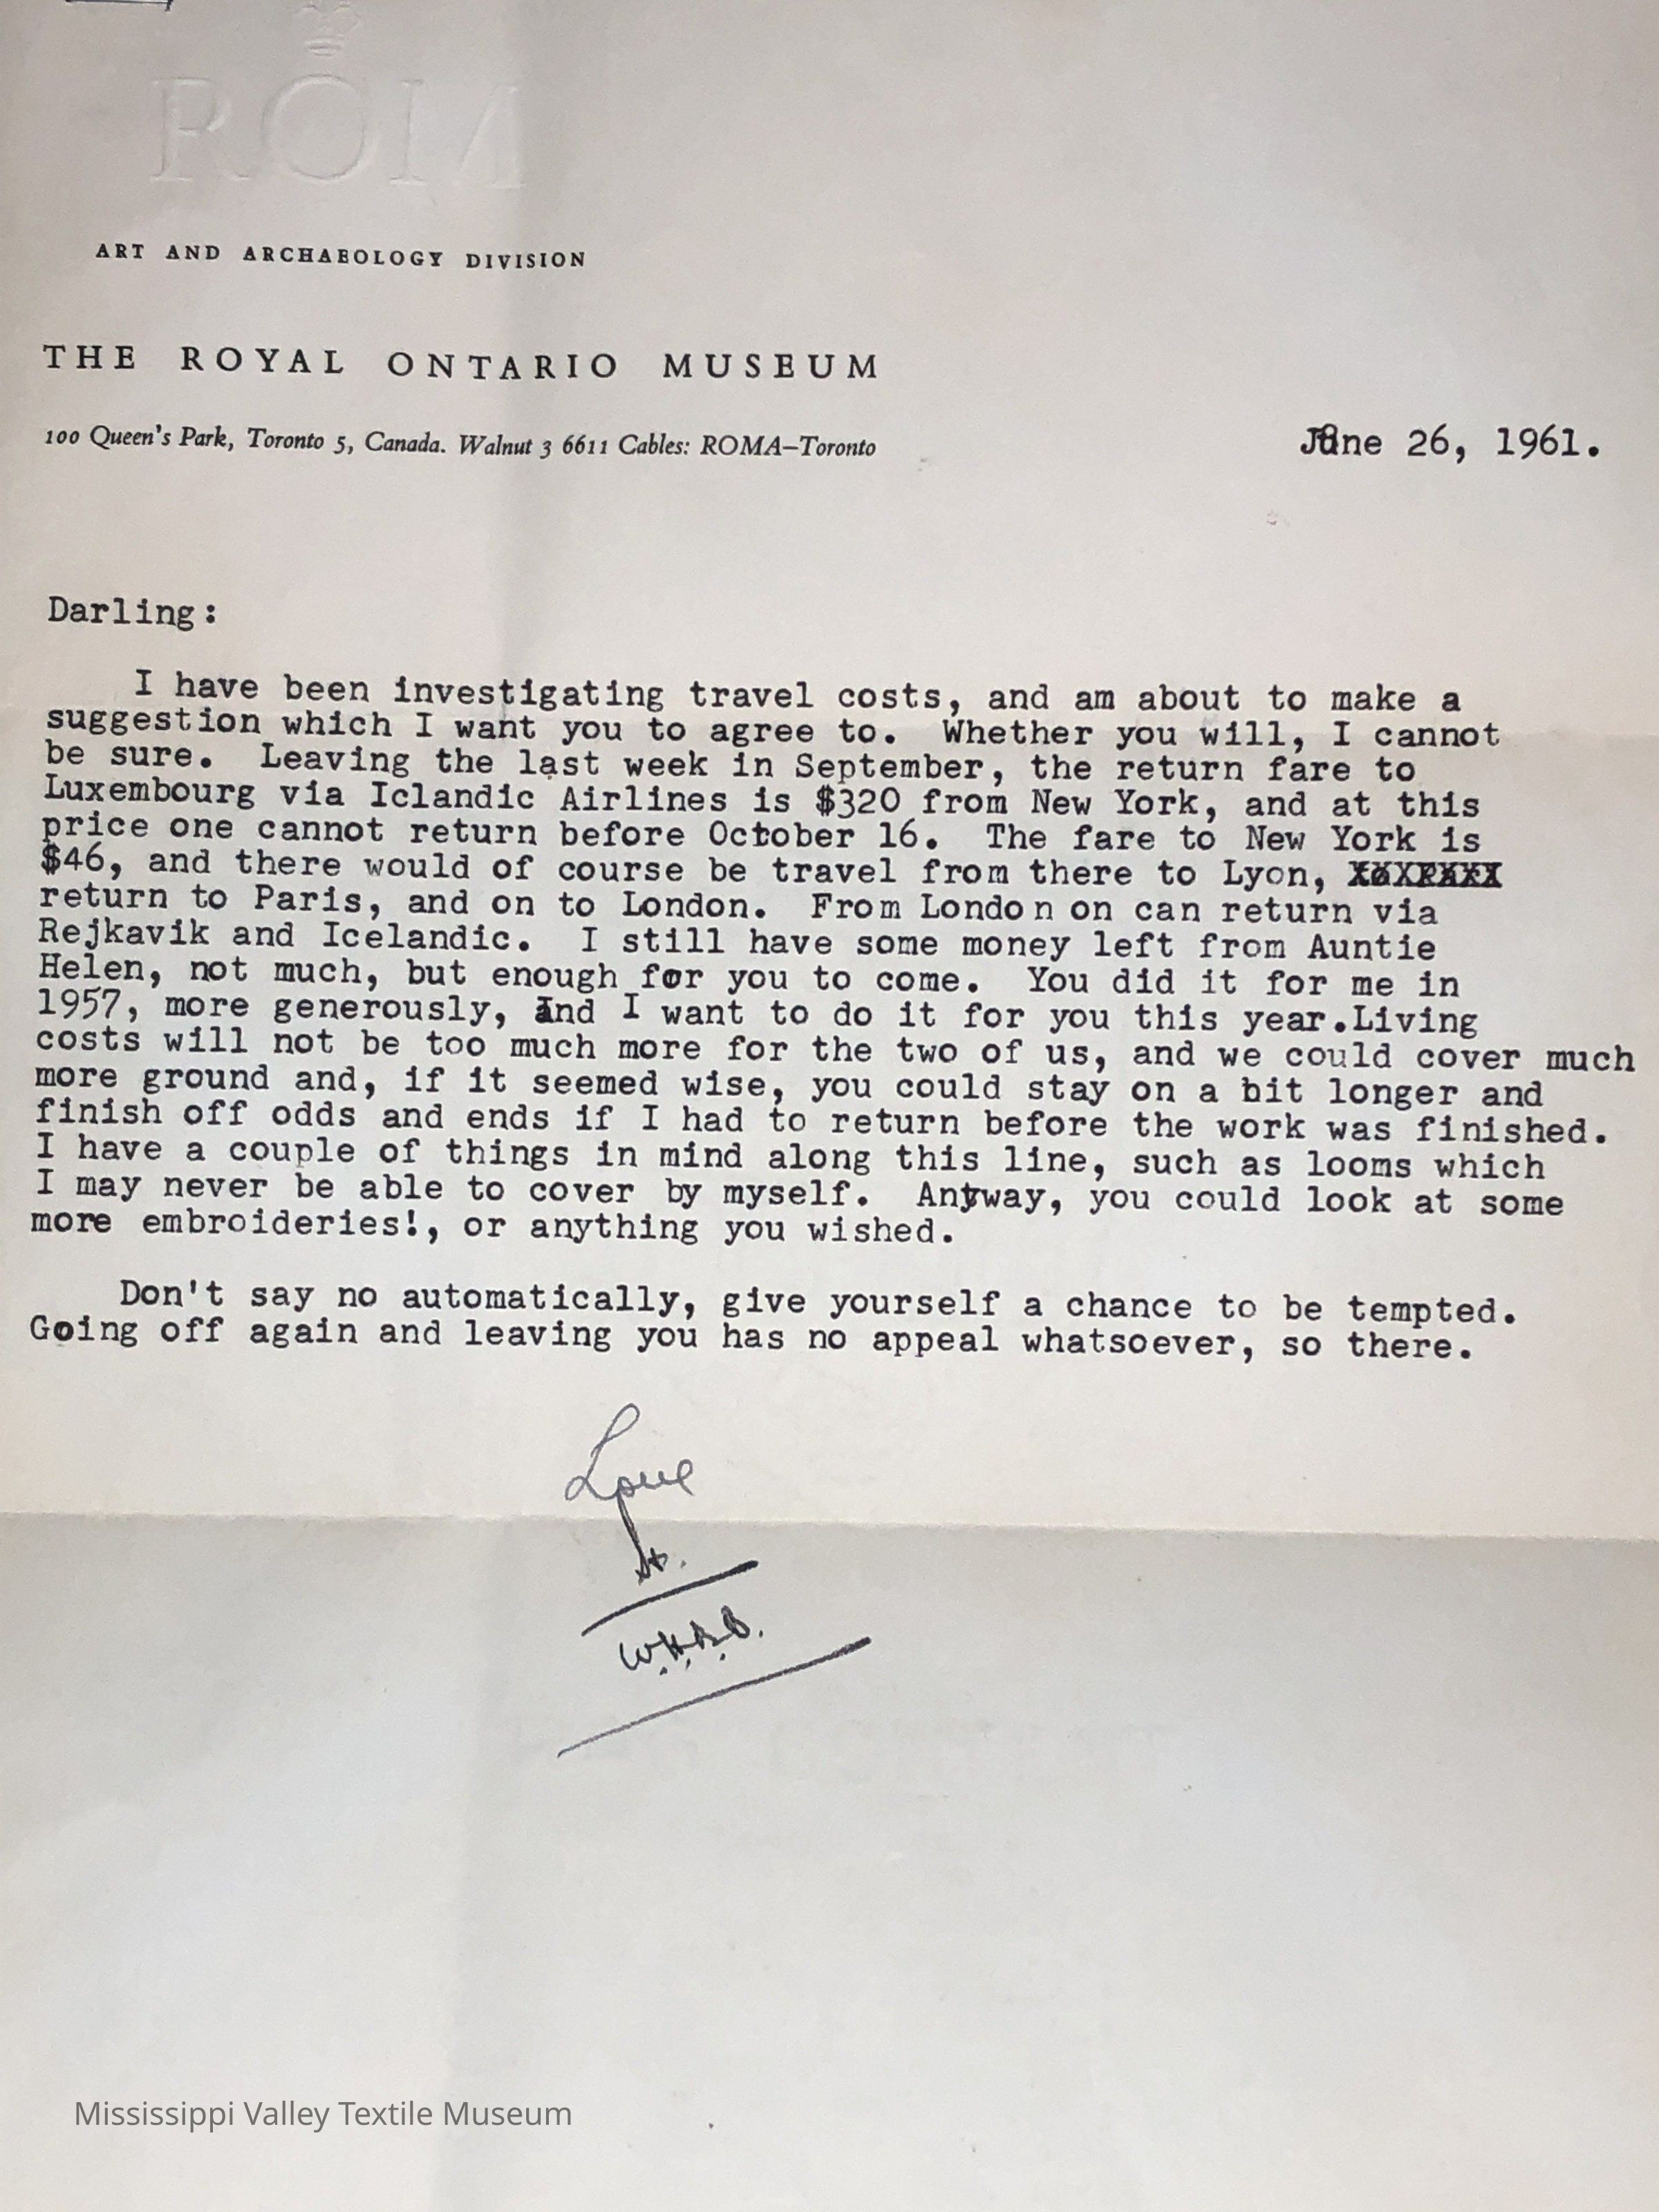 ROM
ART AND ARCHAEOLOGY DIVISION
THE ROYAL ONTARIO MUSEUM
100 Queen's Park, Toronto 5, Canada. Walnut 3 6611 Cables: ROMA—Toronto
June 26, 1961.
Darling:
I have been investigating travel costs, and am about to make a
suggestion which I want you to agree to. Whether you will, I cannot
be sure. Leaving the last week in September, the return fare to
Luxembourg via Iclandic Airlines is $320 from New York, and at this
price one cannot return before October 16. The fare to New York is
$46, and there would of course be travel from there to Lyon,
return to Paris, and on to London. From London on can return via
Rejkavik and Icelandic. I still have some money left from Auntie
Helen, not much, but enough for you to come. You did it for me in
1957, more generously, and I want to do it for you this year.Living
costs will not be too much more for the two of us, and we could cover much
more ground and, if it seemed wise, you could stay on a bit longer and
finish off odds and ends if I had to return before the work was finished.
I have a couple of things in mind along this line, such as looms which
I may never be able to cover by myself. Anyway, you could look at some
more embroideries!, or anything you wished.
Don't say no automatically, give yourself a chance to be tempted.
Going off again and leaving you has no appeal whatsoever, so there.
Love
H.
W.H.B.B.
Mississippi Valley Textile Museum